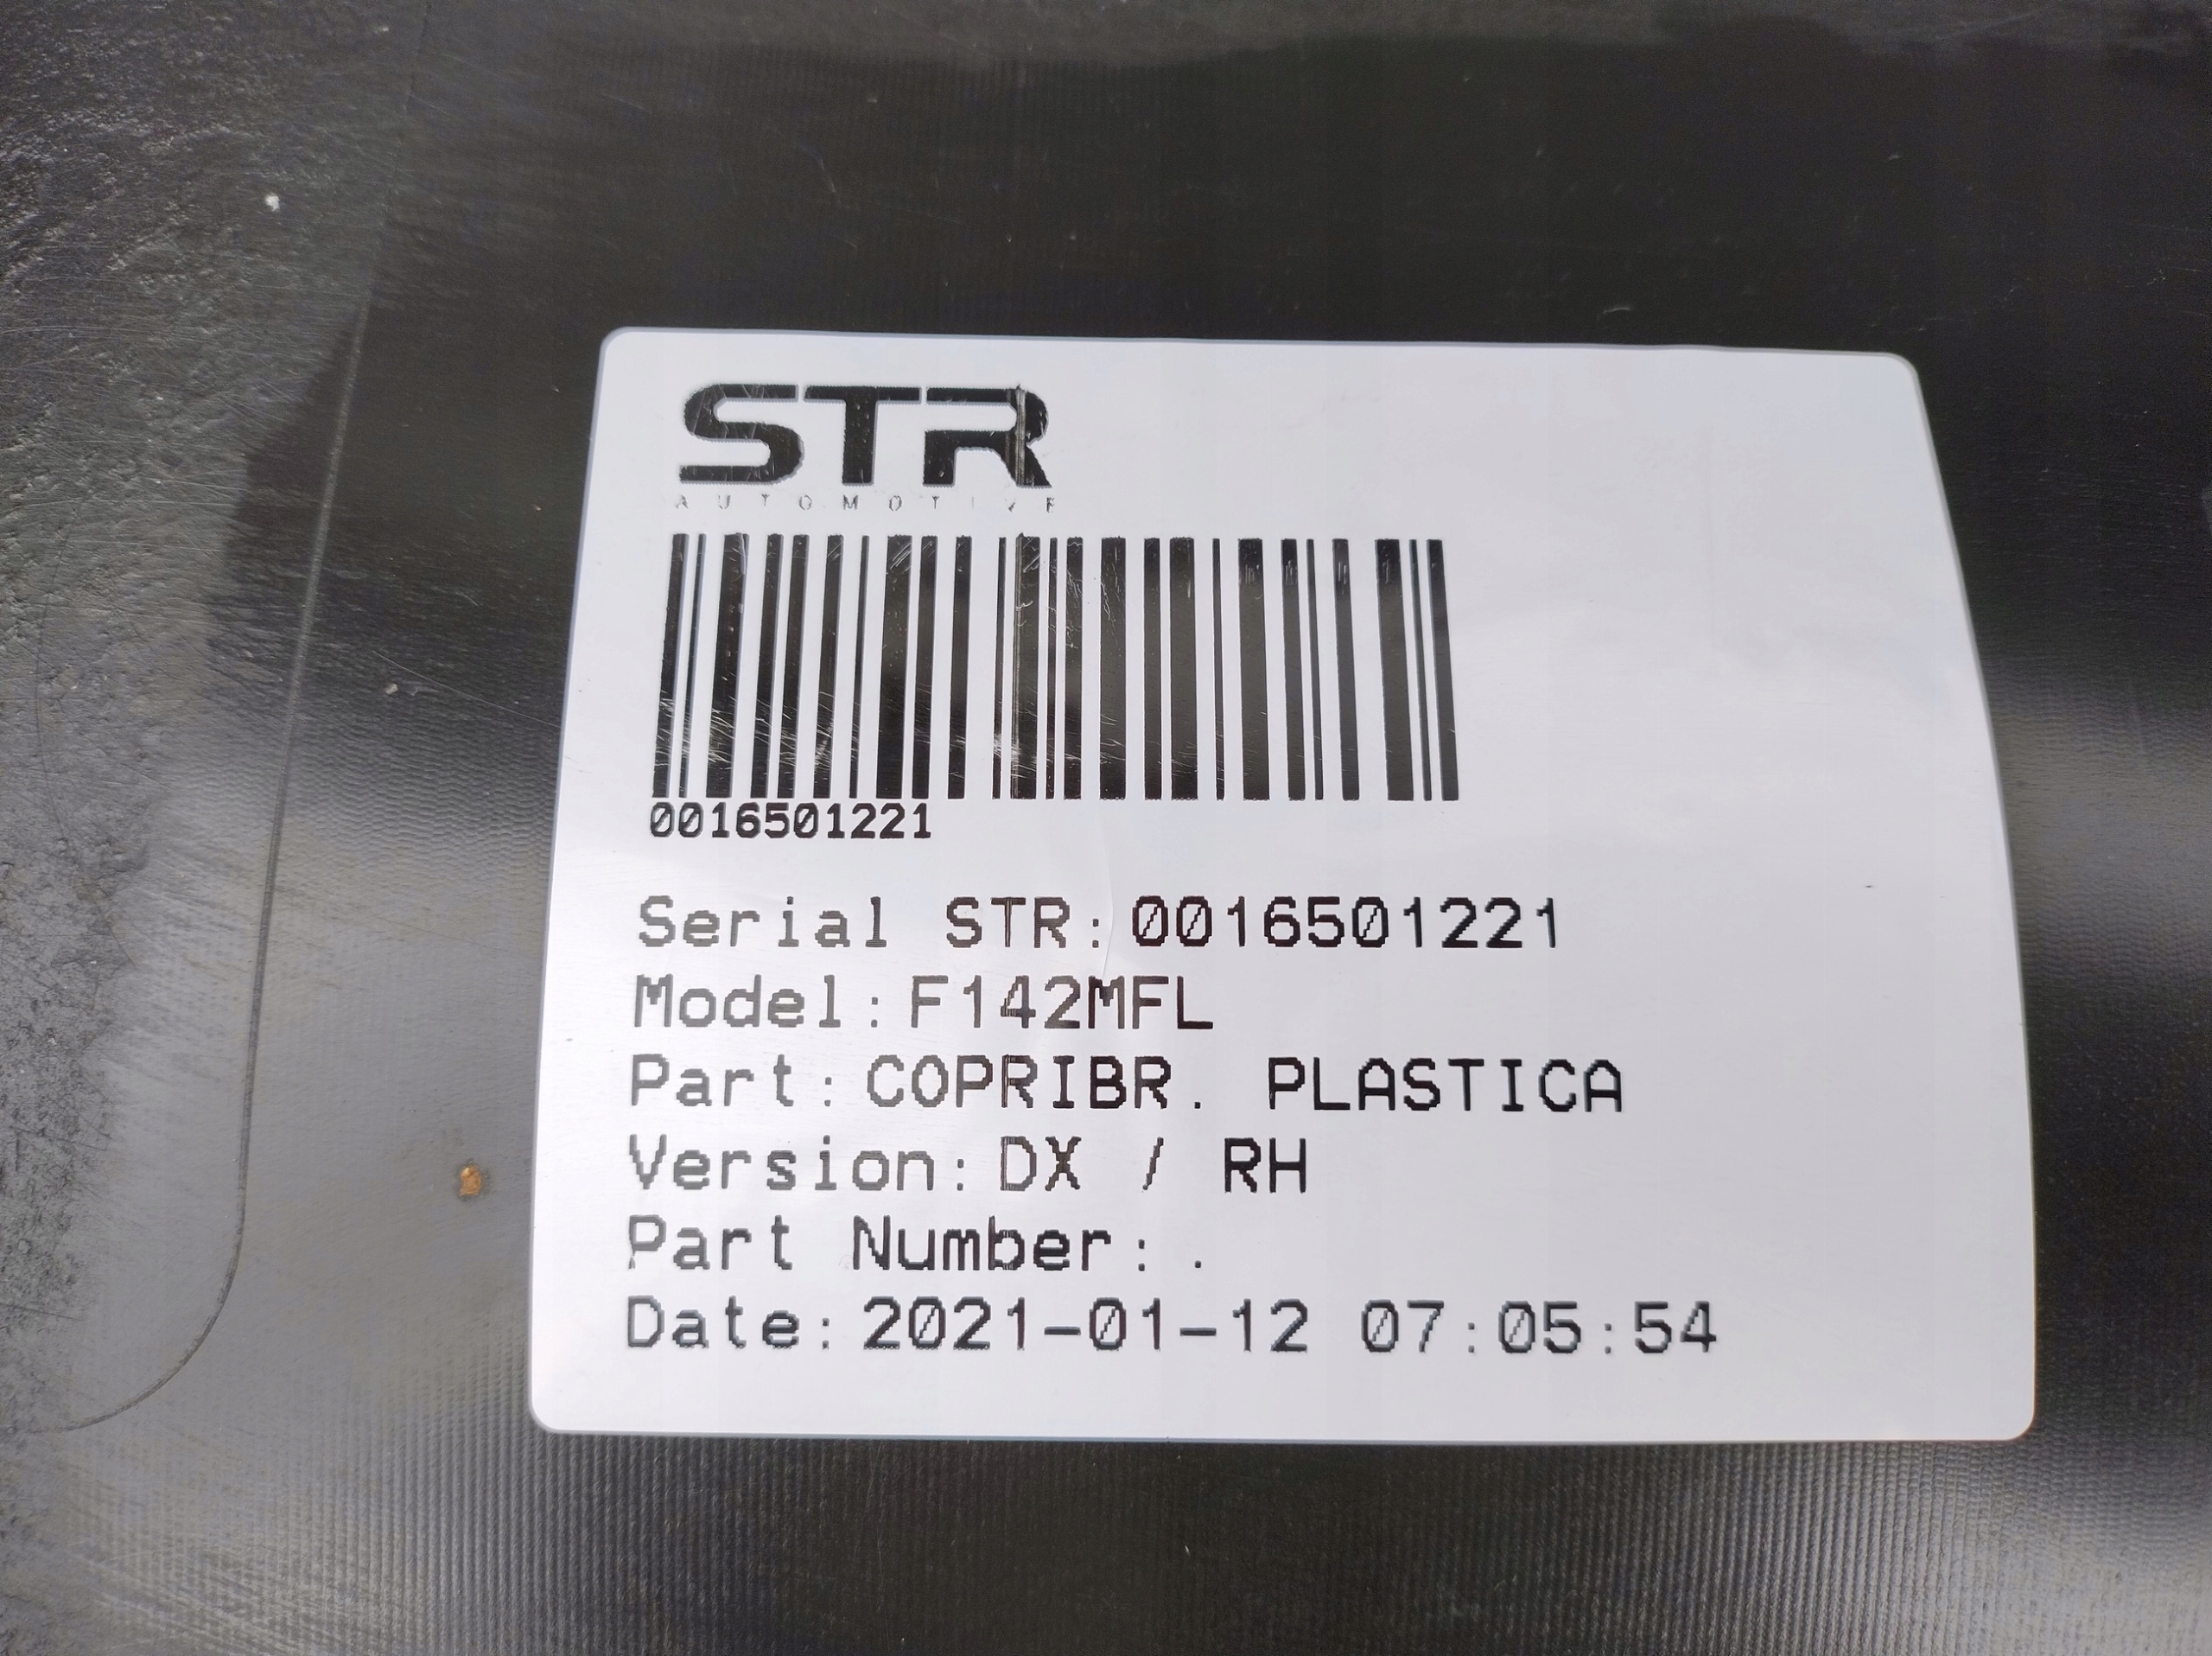 STR
AUTOMOTIVE
0016501221
Serial STR:0016501221
Model:F142MFL
Part:COPRIBR. PLASTICA
Version:DX / RH
Part Number:.
Date:2021-01-12 07:05:54